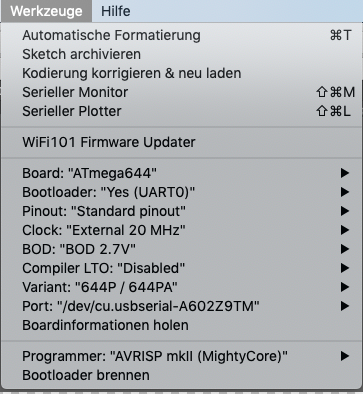 Werkzeuge Hilfe
Automatische Formatierung ⌘T
Sketch archivieren
Kodierung korrigieren & neu laden
Serieller Monitor ⇧⌘M
Serieller Plotter ⇧⌘L
WiFi101 Firmware Updater
Board: "ATmega644"
Bootloader: "Yes (UART0)"
Pinout: "Standard pinout"
Clock: "External 20 MHz"
BOD: "BOD 2.7V"
Compiler LTO: "Disabled"
Variant: "644P / 644PA"
Port: "/dev/cu.usbserial-A602Z9TM"
Boardinformationen holen
Programmer: "AVRISP mkII (MightyCore)"
Bootloader brennen